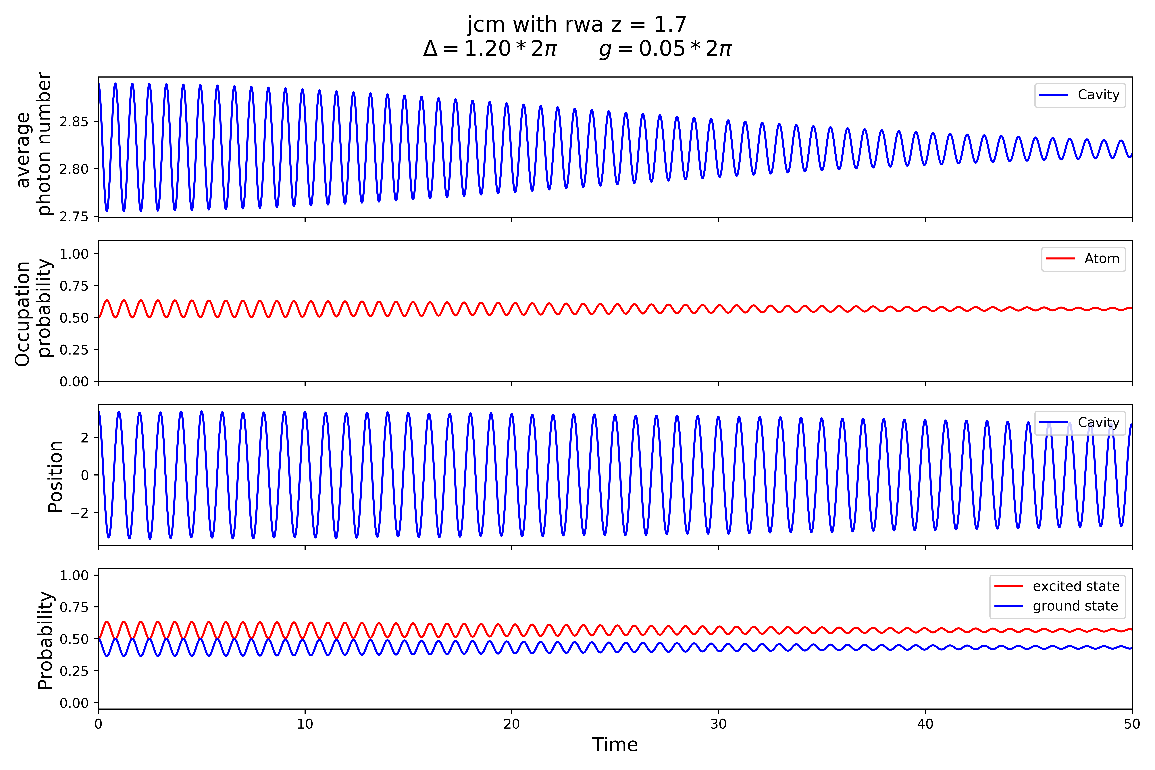 jcm with rwa z = 1.7
Δ = 1.20 * 2π g = 0.05 * 2π
average
photon number
2.85
2.80
2.75
Cavity
Occupation
probability
1.00
0.75
0.50
0.25
0.00
Atom
Position
2
0
−2
Cavity
Probability
1.00
0.75
0.50
0.25
0.00
excited state
ground state
0 10 20 30 40 50
Time